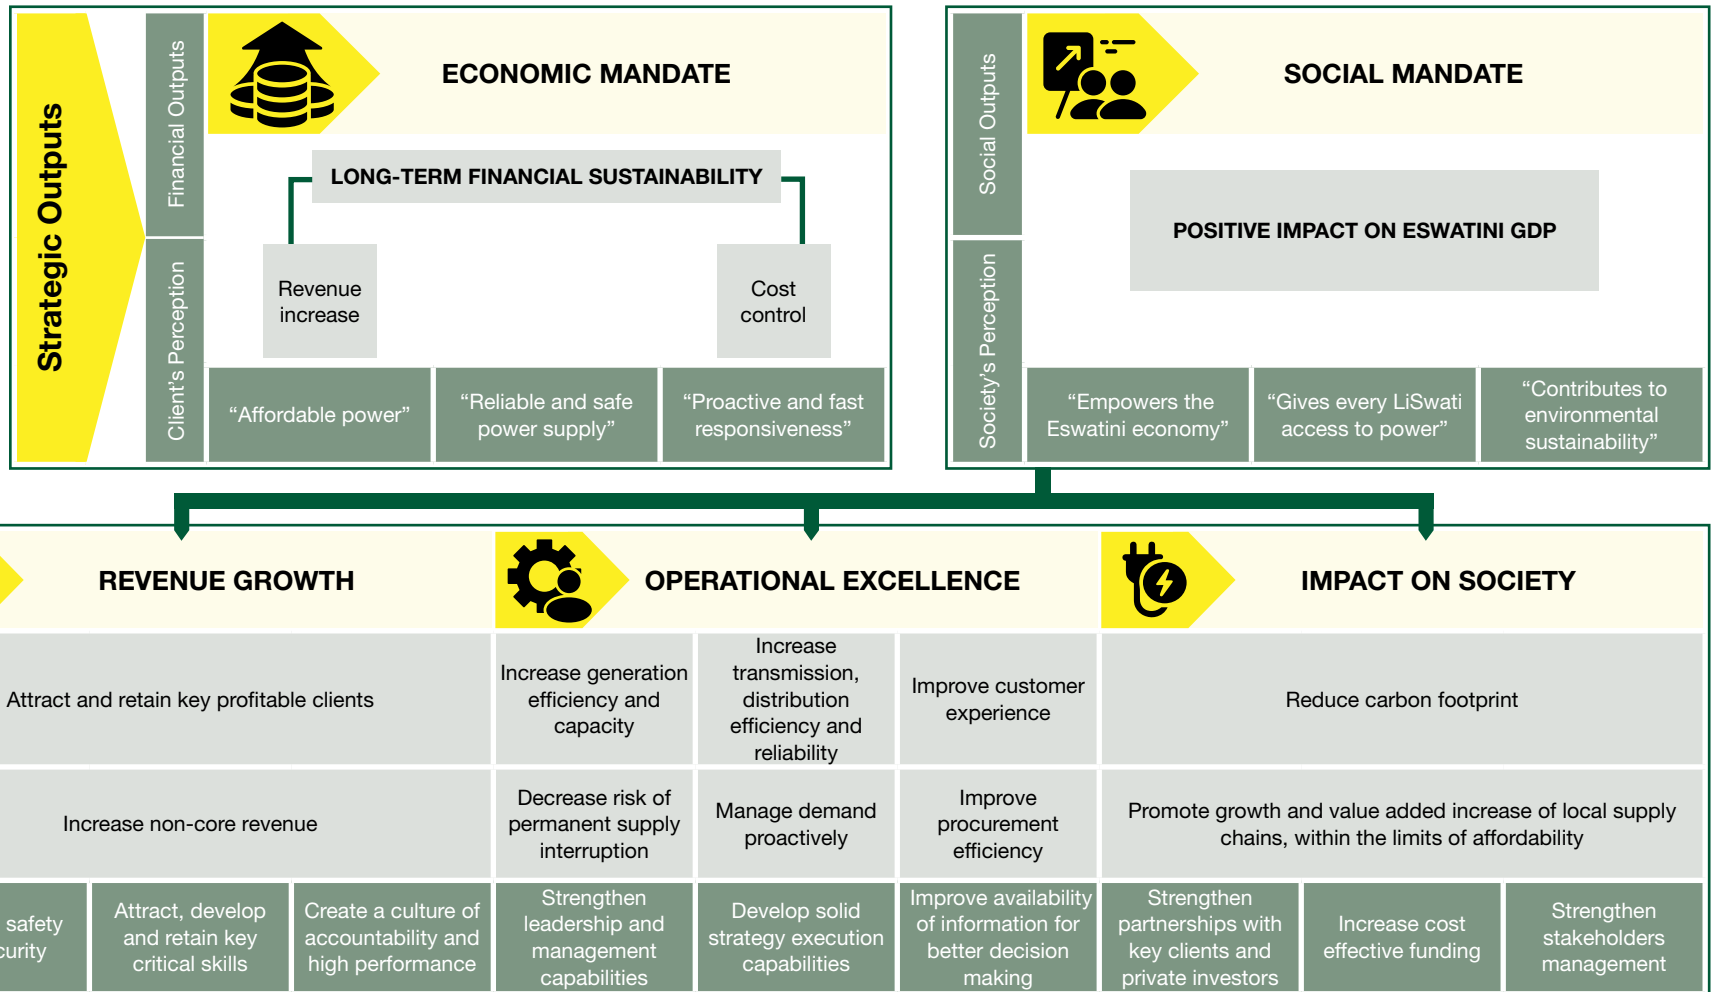 Strategic Outputs
Financial Outputs
Client's Perception
ECONOMIC MANDATE
LONG-TERM FINANCIAL SUSTAINABILITY
Revenue
increase
Cost
control
“Affordable power”
“Reliable and safe
power supply”
“Proactive and fast
responsiveness”
Social Outputs
Society's Perception
SOCIAL MANDATE
POSITIVE IMPACT ON ESWATINI GDP
“Empowers the
Eswatini economy”
“Gives every LiSwati
access to power”
“Contributes to
environmental
sustainability”
REVENUE GROWTH
OPERATIONAL EXCELLENCE
IMPACT ON SOCIETY
Attract and retain key profitable clients
Increase generation
efficiency and
capacity
Increase
transmission,
distribution
efficiency and
reliability
Improve customer
experience
Reduce carbon footprint
Increase non-core revenue
Decrease risk of
permanent supply
interruption
Manage demand
proactively
Improve
procurement
efficiency
Promote growth and value added increase of local supply
chains, within the limits of affordability
safety
curity
Attract, develop
and retain key
critical skills
Create a culture of
accountability and
high performance
Strengthen
leadership and
management
capabilities
Develop solid
strategy execution
capabilities
Improve availability
of information for
better decision
making
Strengthen
partnerships with
key clients and
private investors
Increase cost
effective funding
Strengthen
stakeholders
management